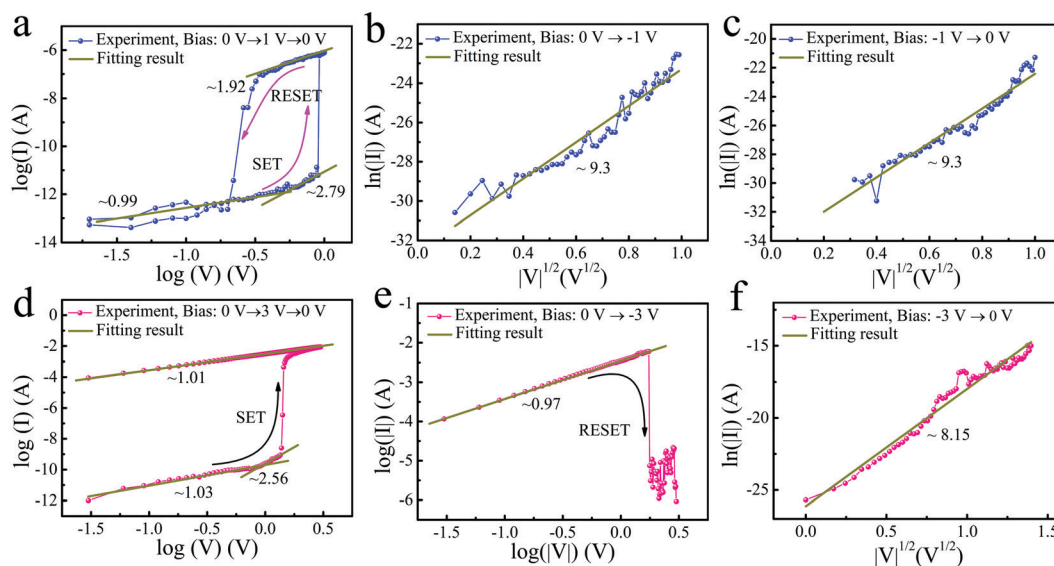 a
Experiment, Bias: 0 V→1 V→0 V
Fitting result
~1.92
RESET
SET
~0.99
~2.79
-6
-8
-10
-12
-14
log(I) (A)
-1.5
-1.0
-0.5
0.0
log (V) (V)
b
Experiment, Bias: 0 V→ -1 V
Fitting result
~ 9.3
-22
-24
-26
-28
-30
-32
ln(|I|) (A)
0.0
0.2
0.4
0.6
0.8
1.0
|V|^1/2(V^1/2)
c
Experiment, Bias: -1 V→ 0 V
Fitting result
~ 9.3
-20
-22
-24
-26
-28
-30
-32
-34
ln(|I|) (A)
0.0
0.2
0.4
0.6
0.8
1.0
|V|^1/2(V^1/2)
d
Experiment, Bias: 0 V→3 V→0 V
Fitting result
~1.01
SET
~1.03
~2.56
0
-2
-4
-6
-8
-10
-12
log (I) (A)
-1.5
-1.0
-0.5
0.0
0.5
log (V) (V)
e
Experiment, Bias: 0 V→ -3 V
Fitting result
~0.97
RESET
-1
-2
-3
-4
-5
-6
log(|I|) (A)
-1.5
-1.0
-0.5
0.0
0.5
log(|V|) (V)
f
Experiment, Bias: -3 V→ 0 V
Fitting result
~ 8.15
-15
-20
-25
ln(|I|) (A)
0.0
0.5
1.0
1.5
|V|^1/2(V^1/2)